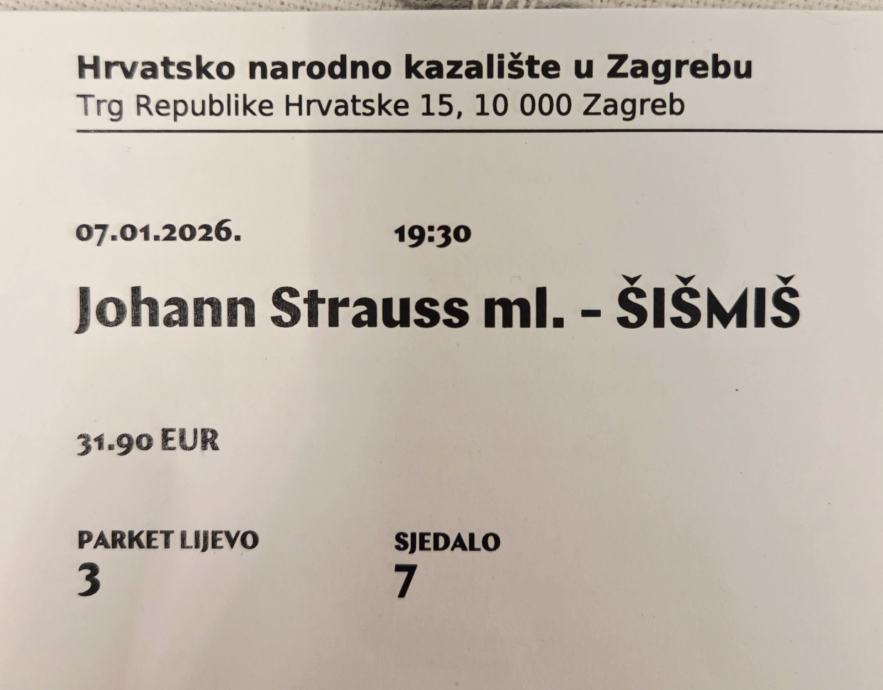 Hrvatsko narodno kazalište u Zagrebu
Trg Republike Hrvatske 15, 10 000 Zagreb
07.01.2026. 19:30
Johann Strauss ml. - ŠIŠMIŠ
31.90 EUR
PARKET LIJEVO SJEDALO
3 7